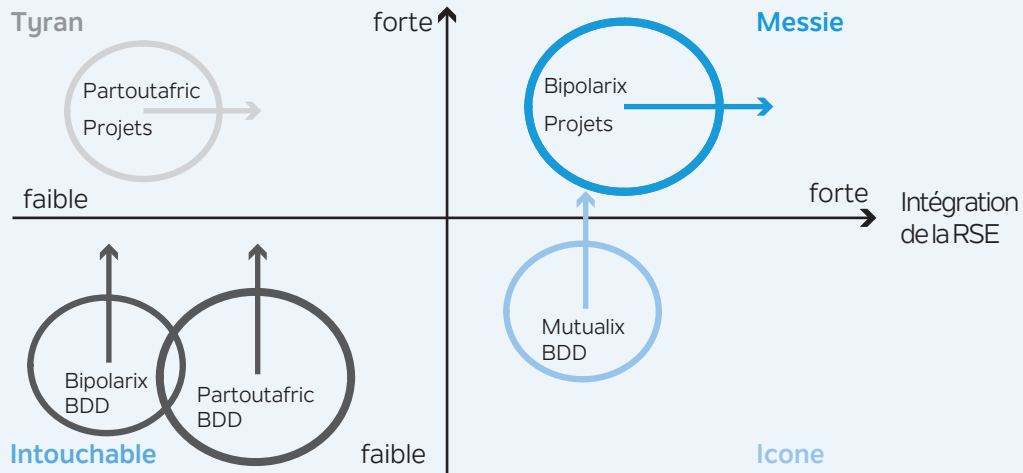 Tyran
forte
Messie
Partoutafric
Projets
Bipolarix
Projets
faible
forte
Intégration
de la RSE
Mutualix
BDD
Bipolarix
BDD
Partoutafric
BDD
Intouchable
faible
Icone